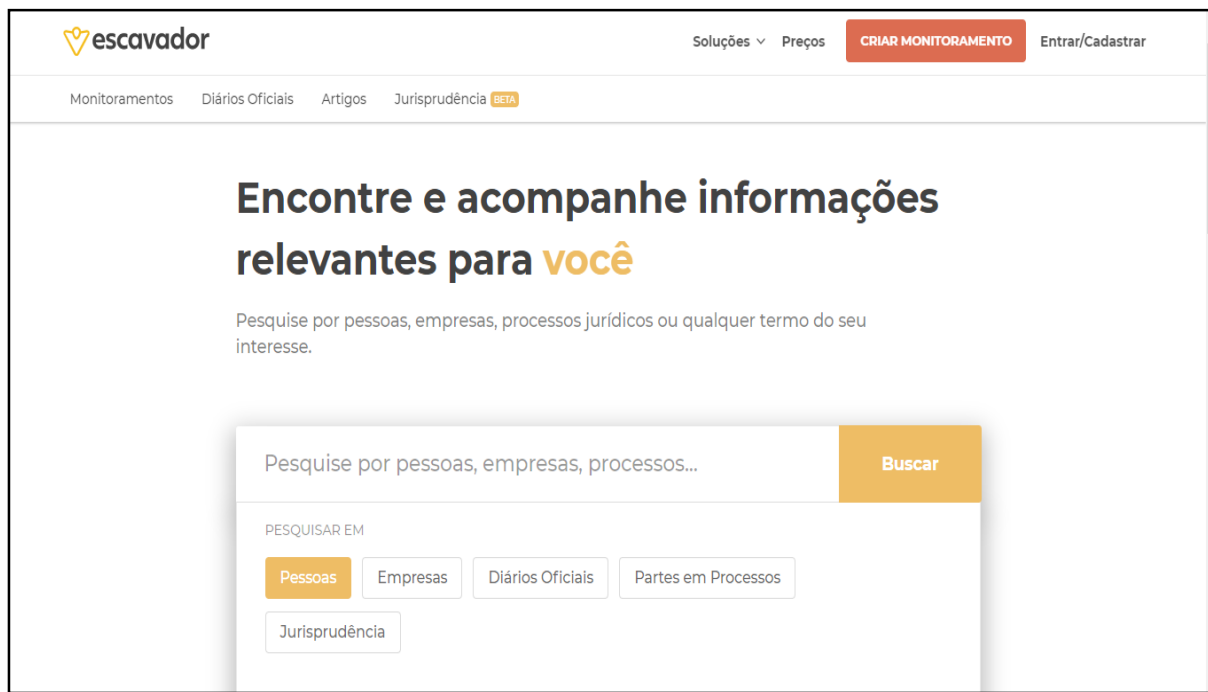 escavador
Soluções Preços CRIAR MONITORAMENTO Entrar/Cadastrar
Monitoramentos Diários Oficiais Artigos Jurisprudência BETA
Encontre e acompanhe informações
relevantes para você
Pesquise por pessoas, empresas, processos jurídicos ou qualquer termo do seu
interesse.
Pesquise por pessoas, empresas, processos... Buscar
PESQUISAR EM
Pessoas Empresas Diários Oficiais Partes em Processos
Jurisprudência